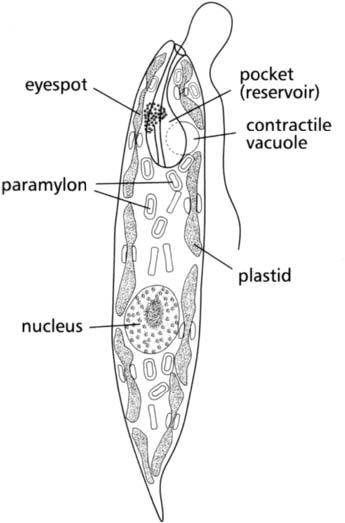 eyespot
pocket
(reservoir)
contractile
vacuole
paramylon
plastid
nucleus